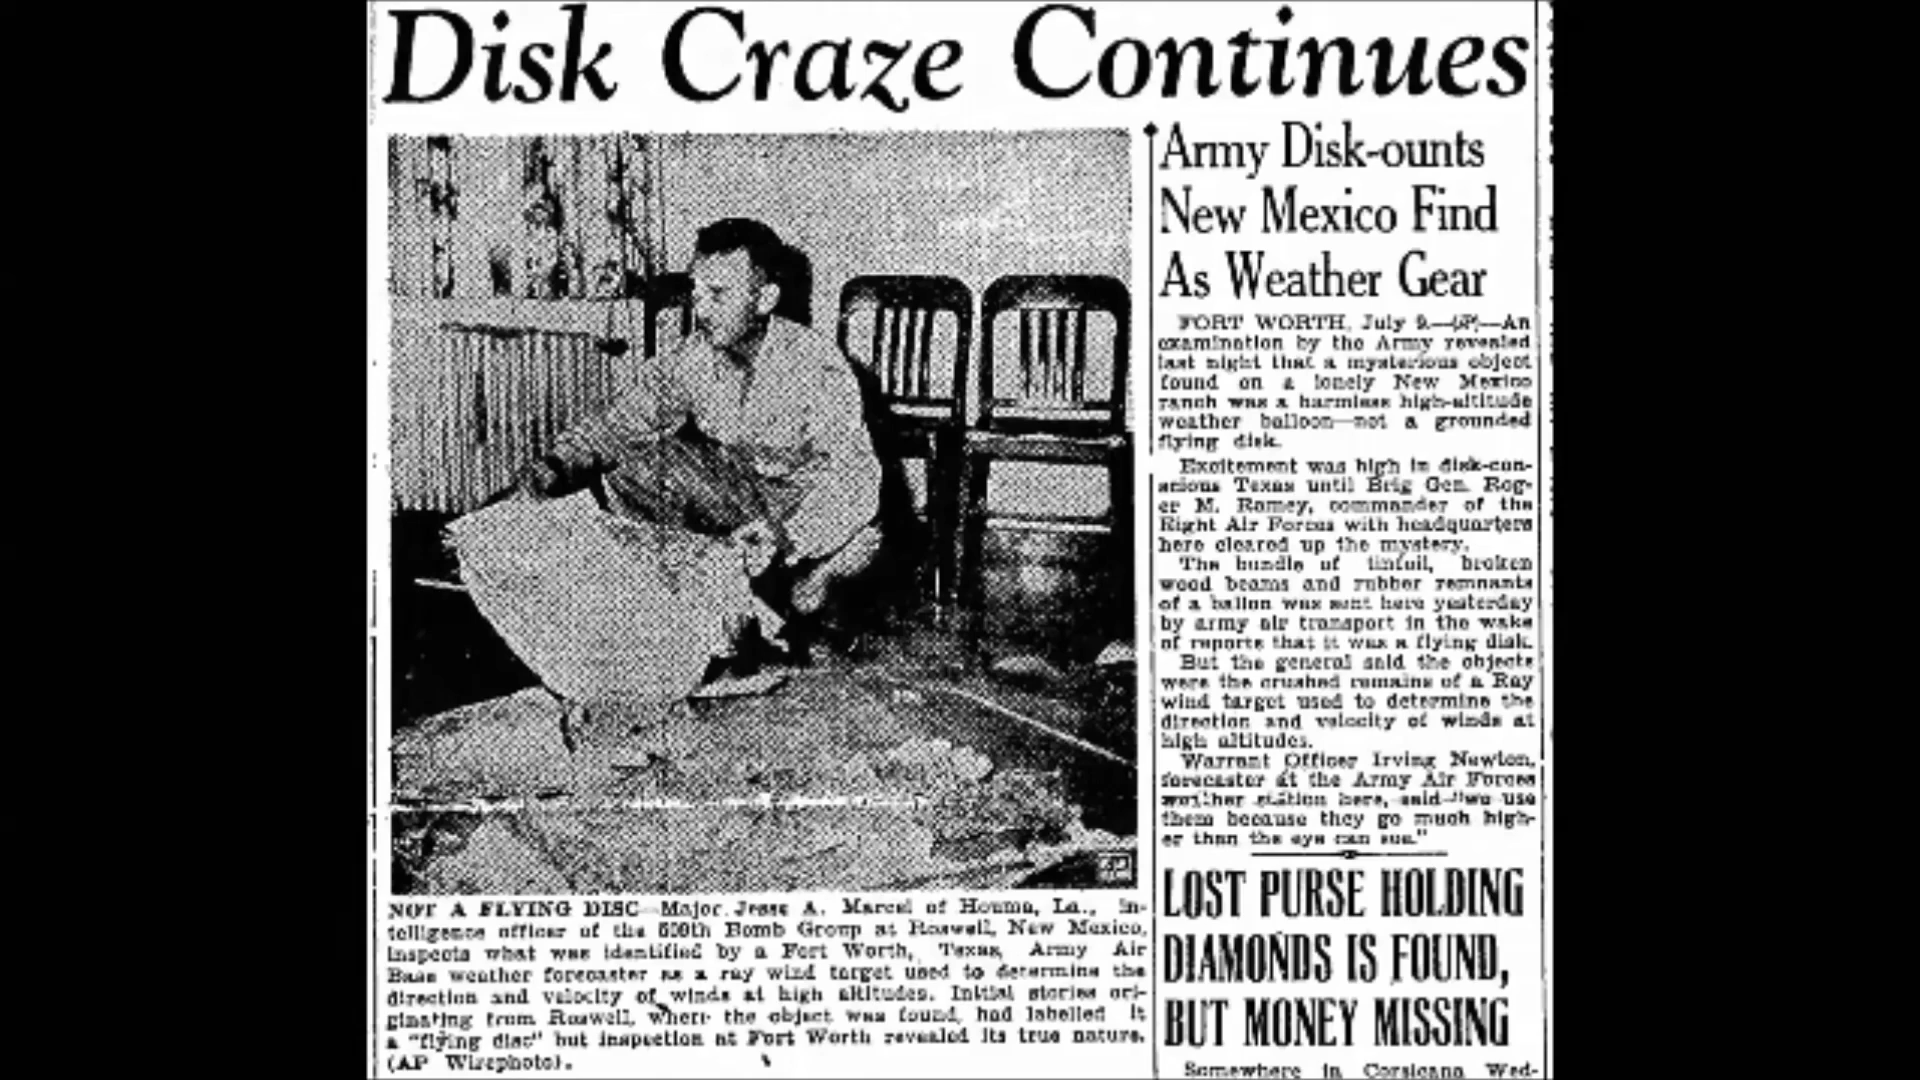 Disk Craze Continues
Army Disk-ounts
New Mexico Find
As Weather Gear
FORT WORTH, July 9.—(AP)—An
examination by the Army revealed
last night that a mysterious object
found on a lonely New Mexico
ranch was a harmless high-altitude
weather balloon—not a grounded
flying disk.
Excitement was high in disk-con-
scious Texas until Brig Gen. Rog-
er M. Ramey, commander of the
Eight Air Forces with headquarters
here cleared up the mystery.
The bundle of tinfoil, broken
wood beams and rubber remnants
of a ballon was sent here yesterday
by army air transport in the wake
of reports that it was a flying disk.
But the general said the objects
were the crushed remains of a Ray
wind target used to determine the
direction and velocity of winds at
high altitudes.
Warrant Officer Irving Newton,
forecaster at the Army Air Forces
weather station here, said "we use
them because they go much high-
er than the eye can see."
LOST PURSE HOLDING
DIAMONDS IS FOUND,
BUT MONEY MISSING
Somewhere in Corsicana Wed-
NOT A FLYING DISC—Major Jesse A. Marcel of Houma, La., in-
telligence officer of the 509th Bomb Group at Roswell, New Mexico,
inspects what was identified by a Fort Worth, Texas, Army Air
Base weather forecaster as a ray wind target used to determine the
direction and velocity of winds at high altitudes. Initial stories ori-
ginating from Roswell, where the object was found, had labelled it
a "flying disc" but inspection at Fort Worth revealed its true nature.
(AP Wirephoto).